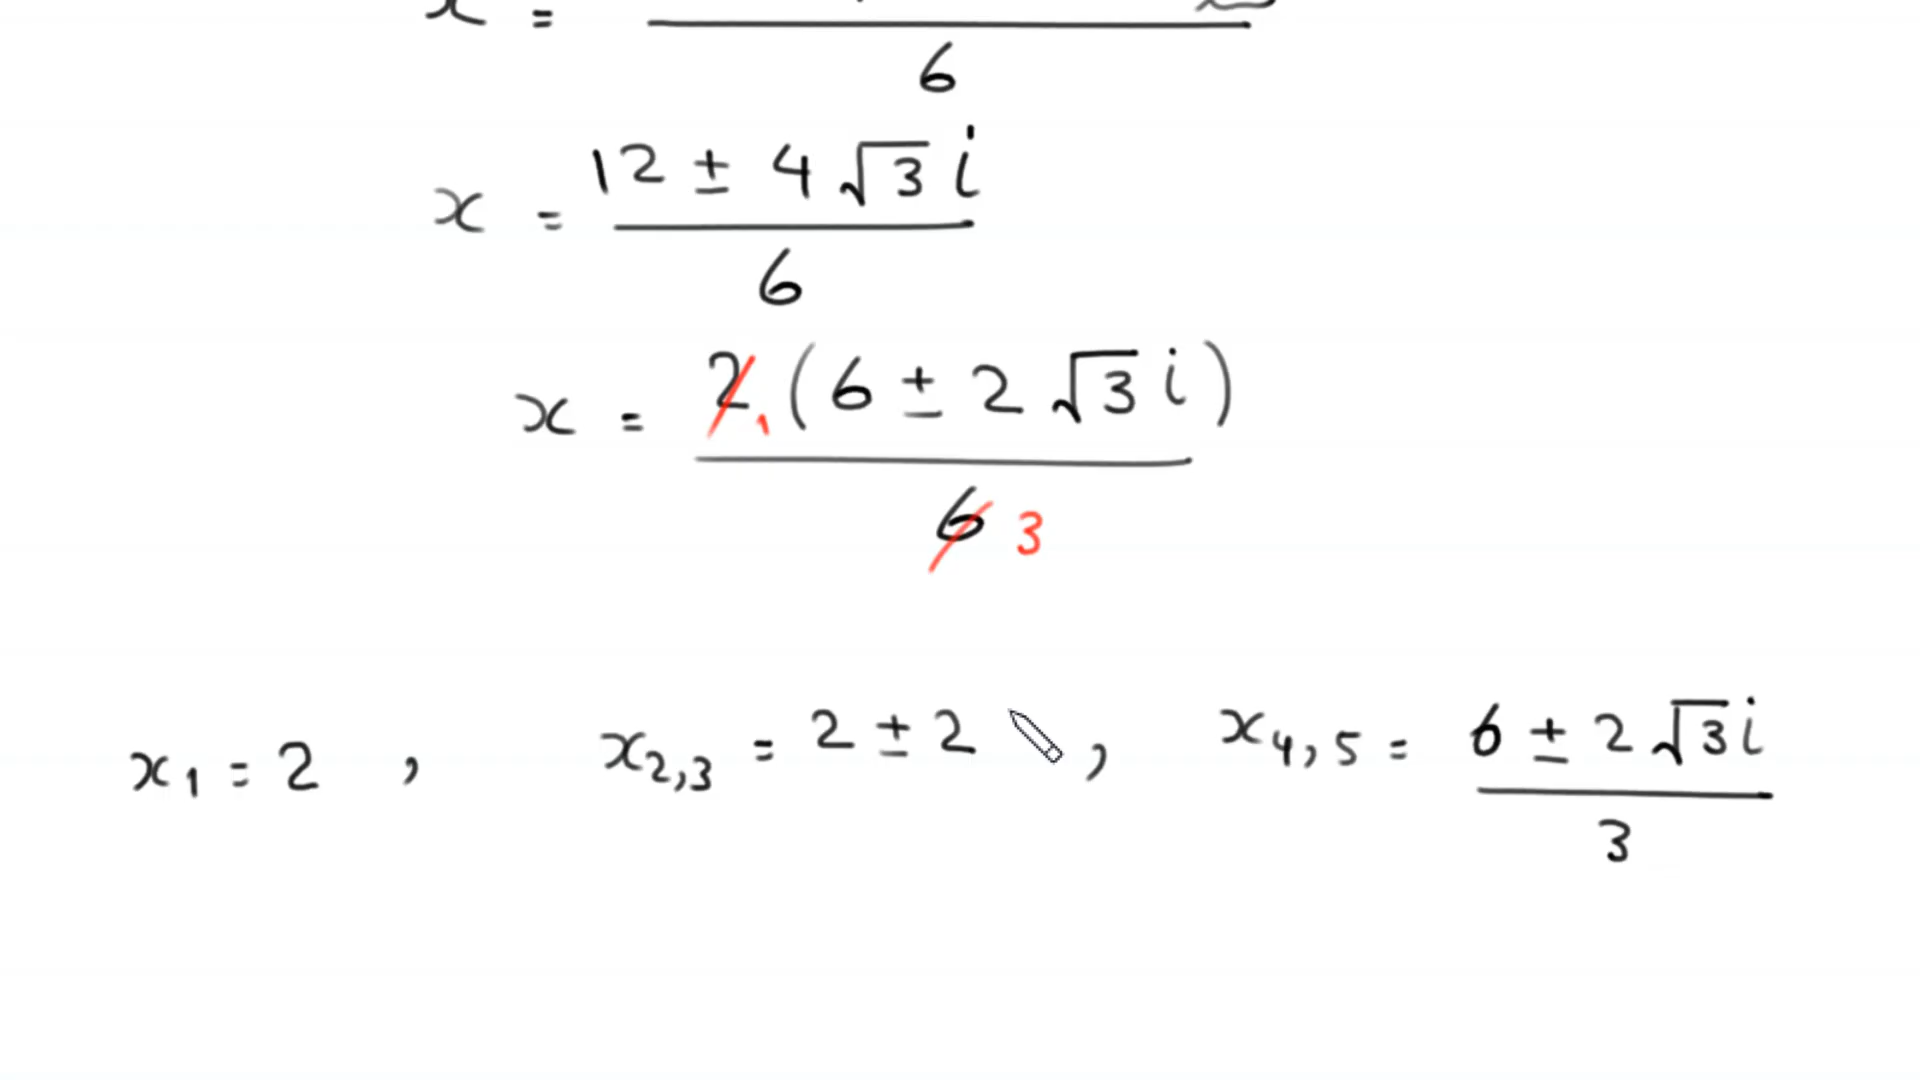 x =
6
x = 12 ± 4 √3 i
6
x = 2 1 (6 ± 2 √3 i)
6 3
x1 = 2 , x2,3 = 2 ± 2 , x4,5 = 6 ± 2 √3 i
3